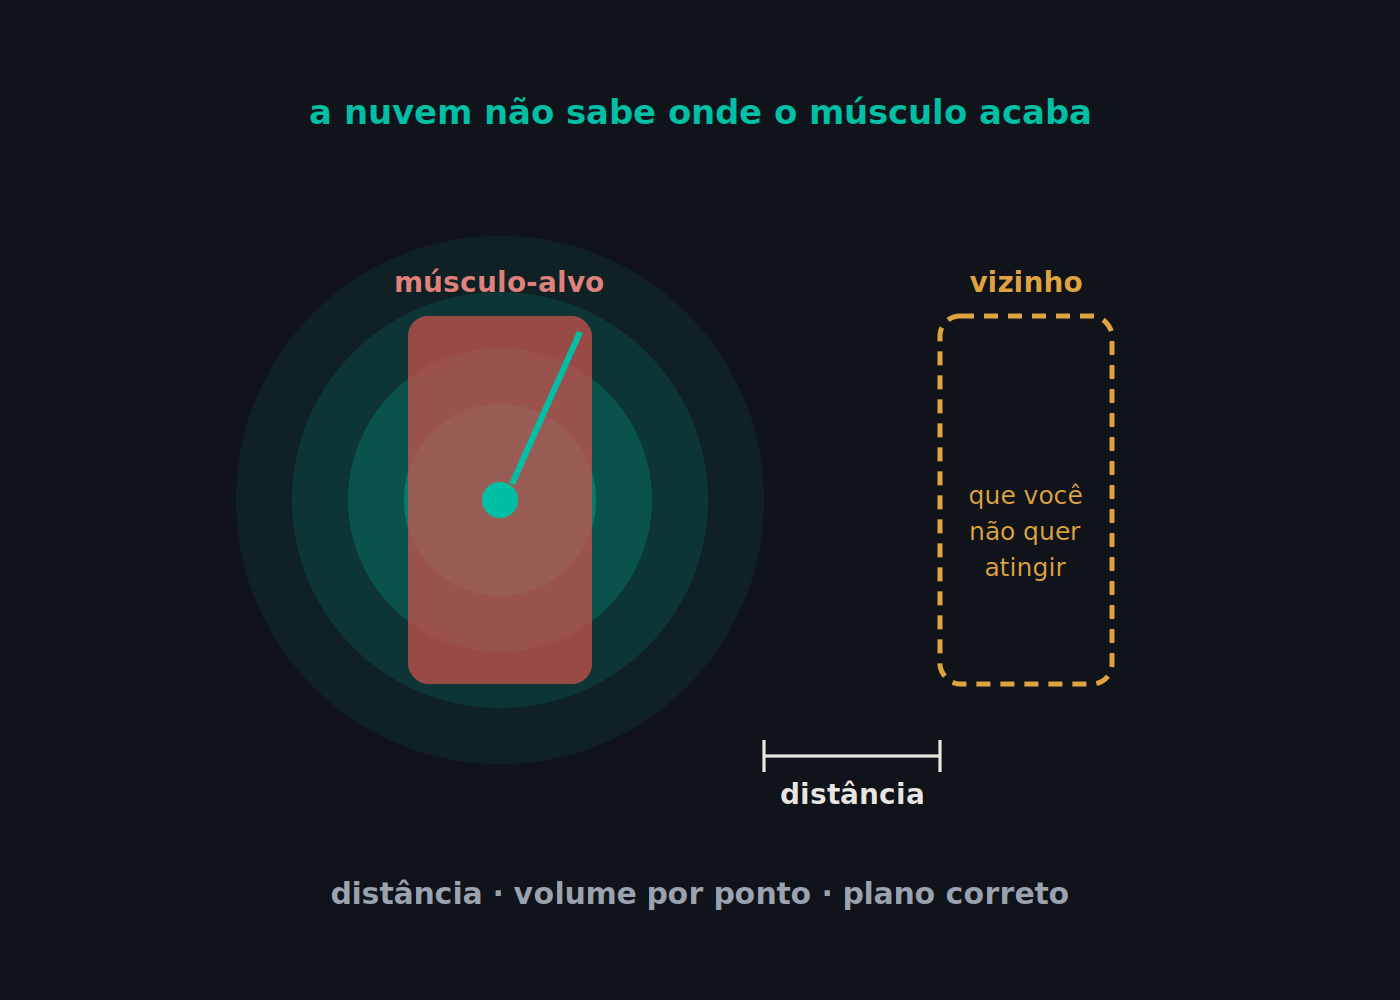 a nuvem não sabe onde o músculo acaba
músculo-alvo
vizinho
que você
não quer
atingir
distância
distância · volume por ponto · plano correto